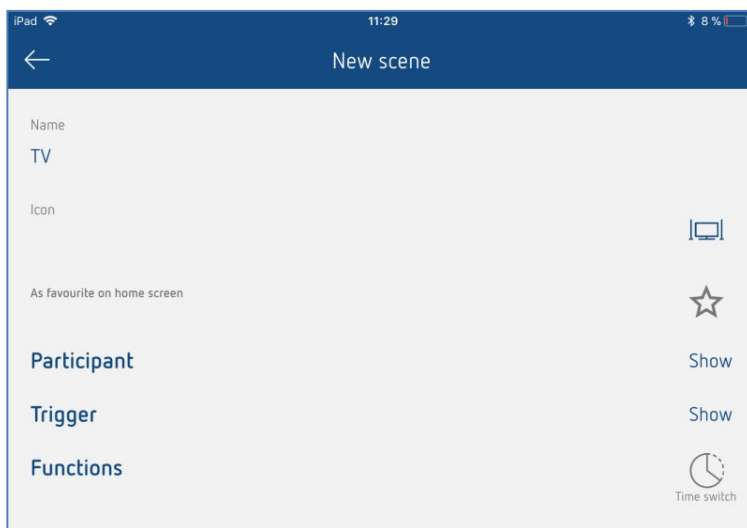 iPad 11:29 8 %
New scene
Name
TV
Icon
As favourite on home screen
Participant Show
Trigger Show
Functions
Time switch